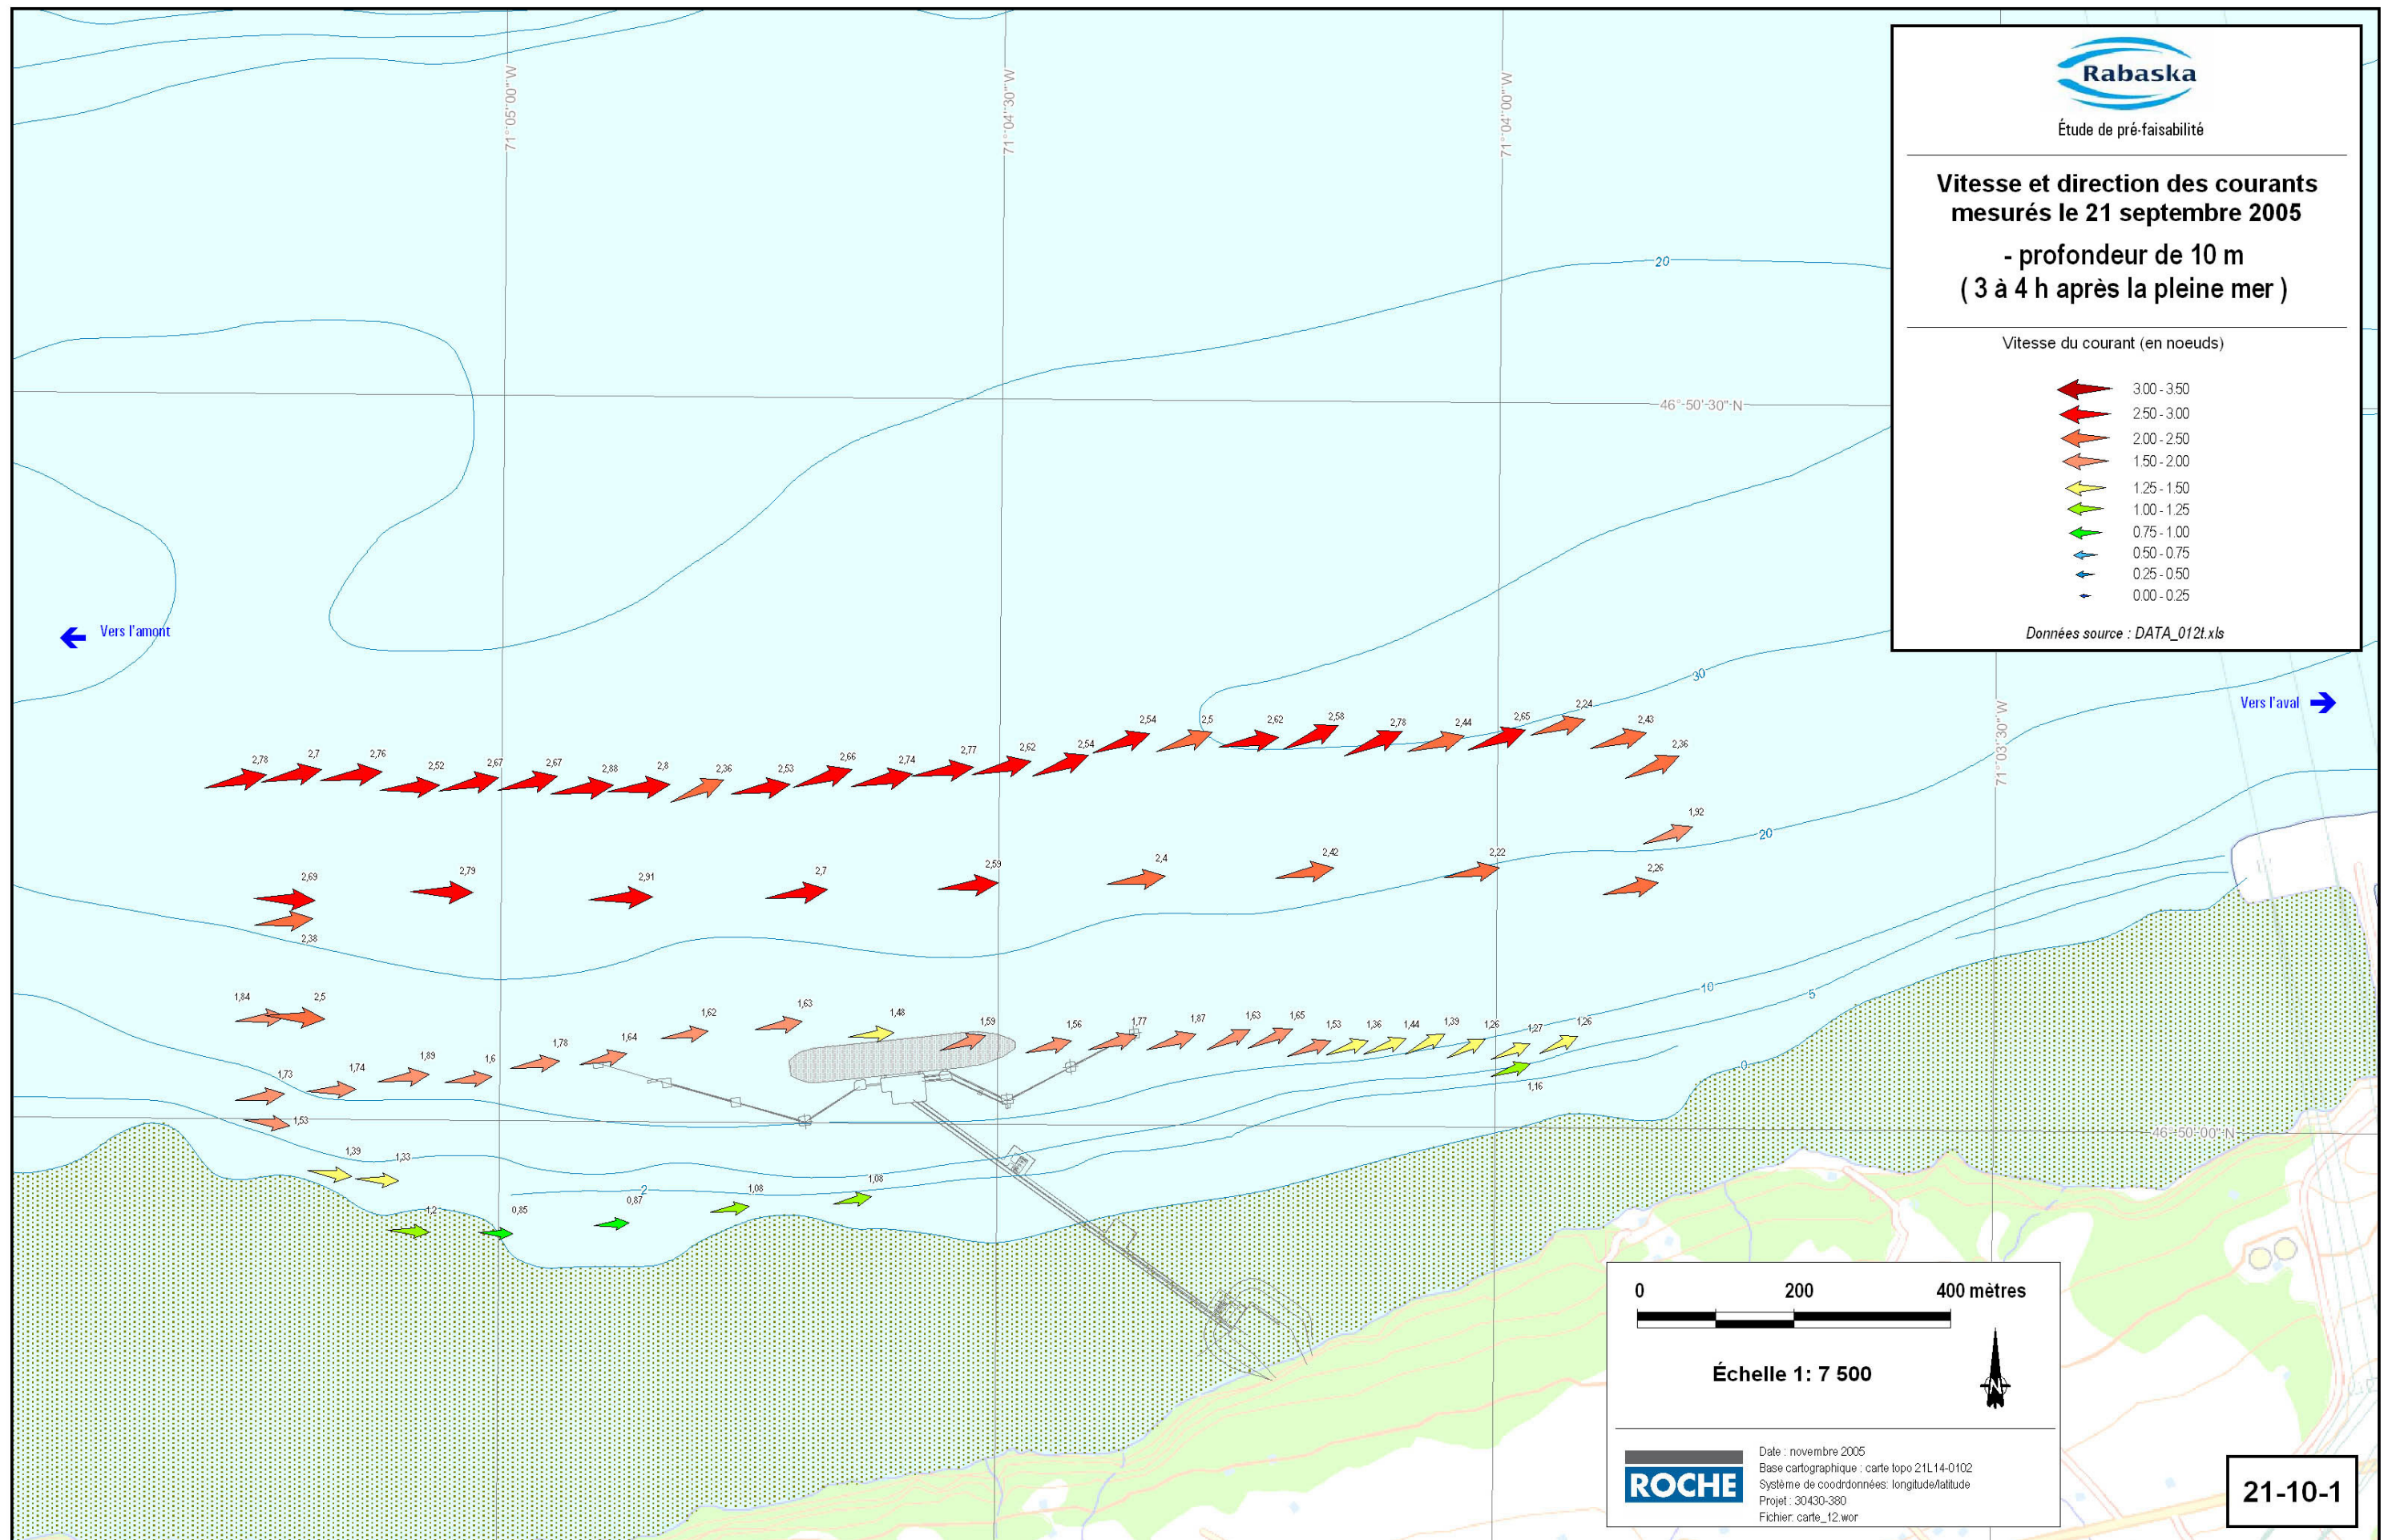 71°05'00"W
71°04'30"W
71°04'00"W
Rabaska
Étude de pré-faisabilité
Vitesse et direction des courants
mesurés le 21 septembre 2005
- profondeur de 10 m
( 3 à 4 h après la pleine mer )
Vitesse du courant (en noeuds)
3.00 - 3.50
2.50 - 3.00
2.00 - 2.50
1.50 - 2.00
1.25 - 1.50
1.00 - 1.25
0.75 - 1.00
0.50 - 0.75
0.25 - 0.50
0.00 - 0.25
Données source : DATA_012t.xls
20
46°-50'-30"-N
Vers l'amont
30
Vers l'aval
71°03'30"W
2,78
2,7
2,76
2,52
2,67
2,67
2,88
2,8
2,36
2,53
2,66
2,74
2,77
2,62
2,54
2,54
2,5
2,62
2,58
2,78
2,44
2,65
2,24
2,43
2,36
1,92
20
2,69
2,79
2,91
2,7
2,59
2,4
2,42
2,22
2,26
2,38
10
5
1,84
2,5
1,73
1,74
1,89
1,6
1,78
1,64
1,62
1,63
1,48
1,59
1,56
1,77
1,87
1,63
1,65
1,53
1,36
1,44
1,39
1,26
1,27
1,26
1,16
0
1,53
46°-50'-00"-N
1,39
1,33
1,2
0,85
2
0,87
1,08
1,08
0 200 400 mètres
Échelle 1: 7 500
N
ROCHE
Date : novembre 2005
Base cartographique : carte topo 21L14-0102
Système de coodrdonnées: longitude/latitude
Projet : 30430-380
Fichier: carte_12.wor
21-10-1